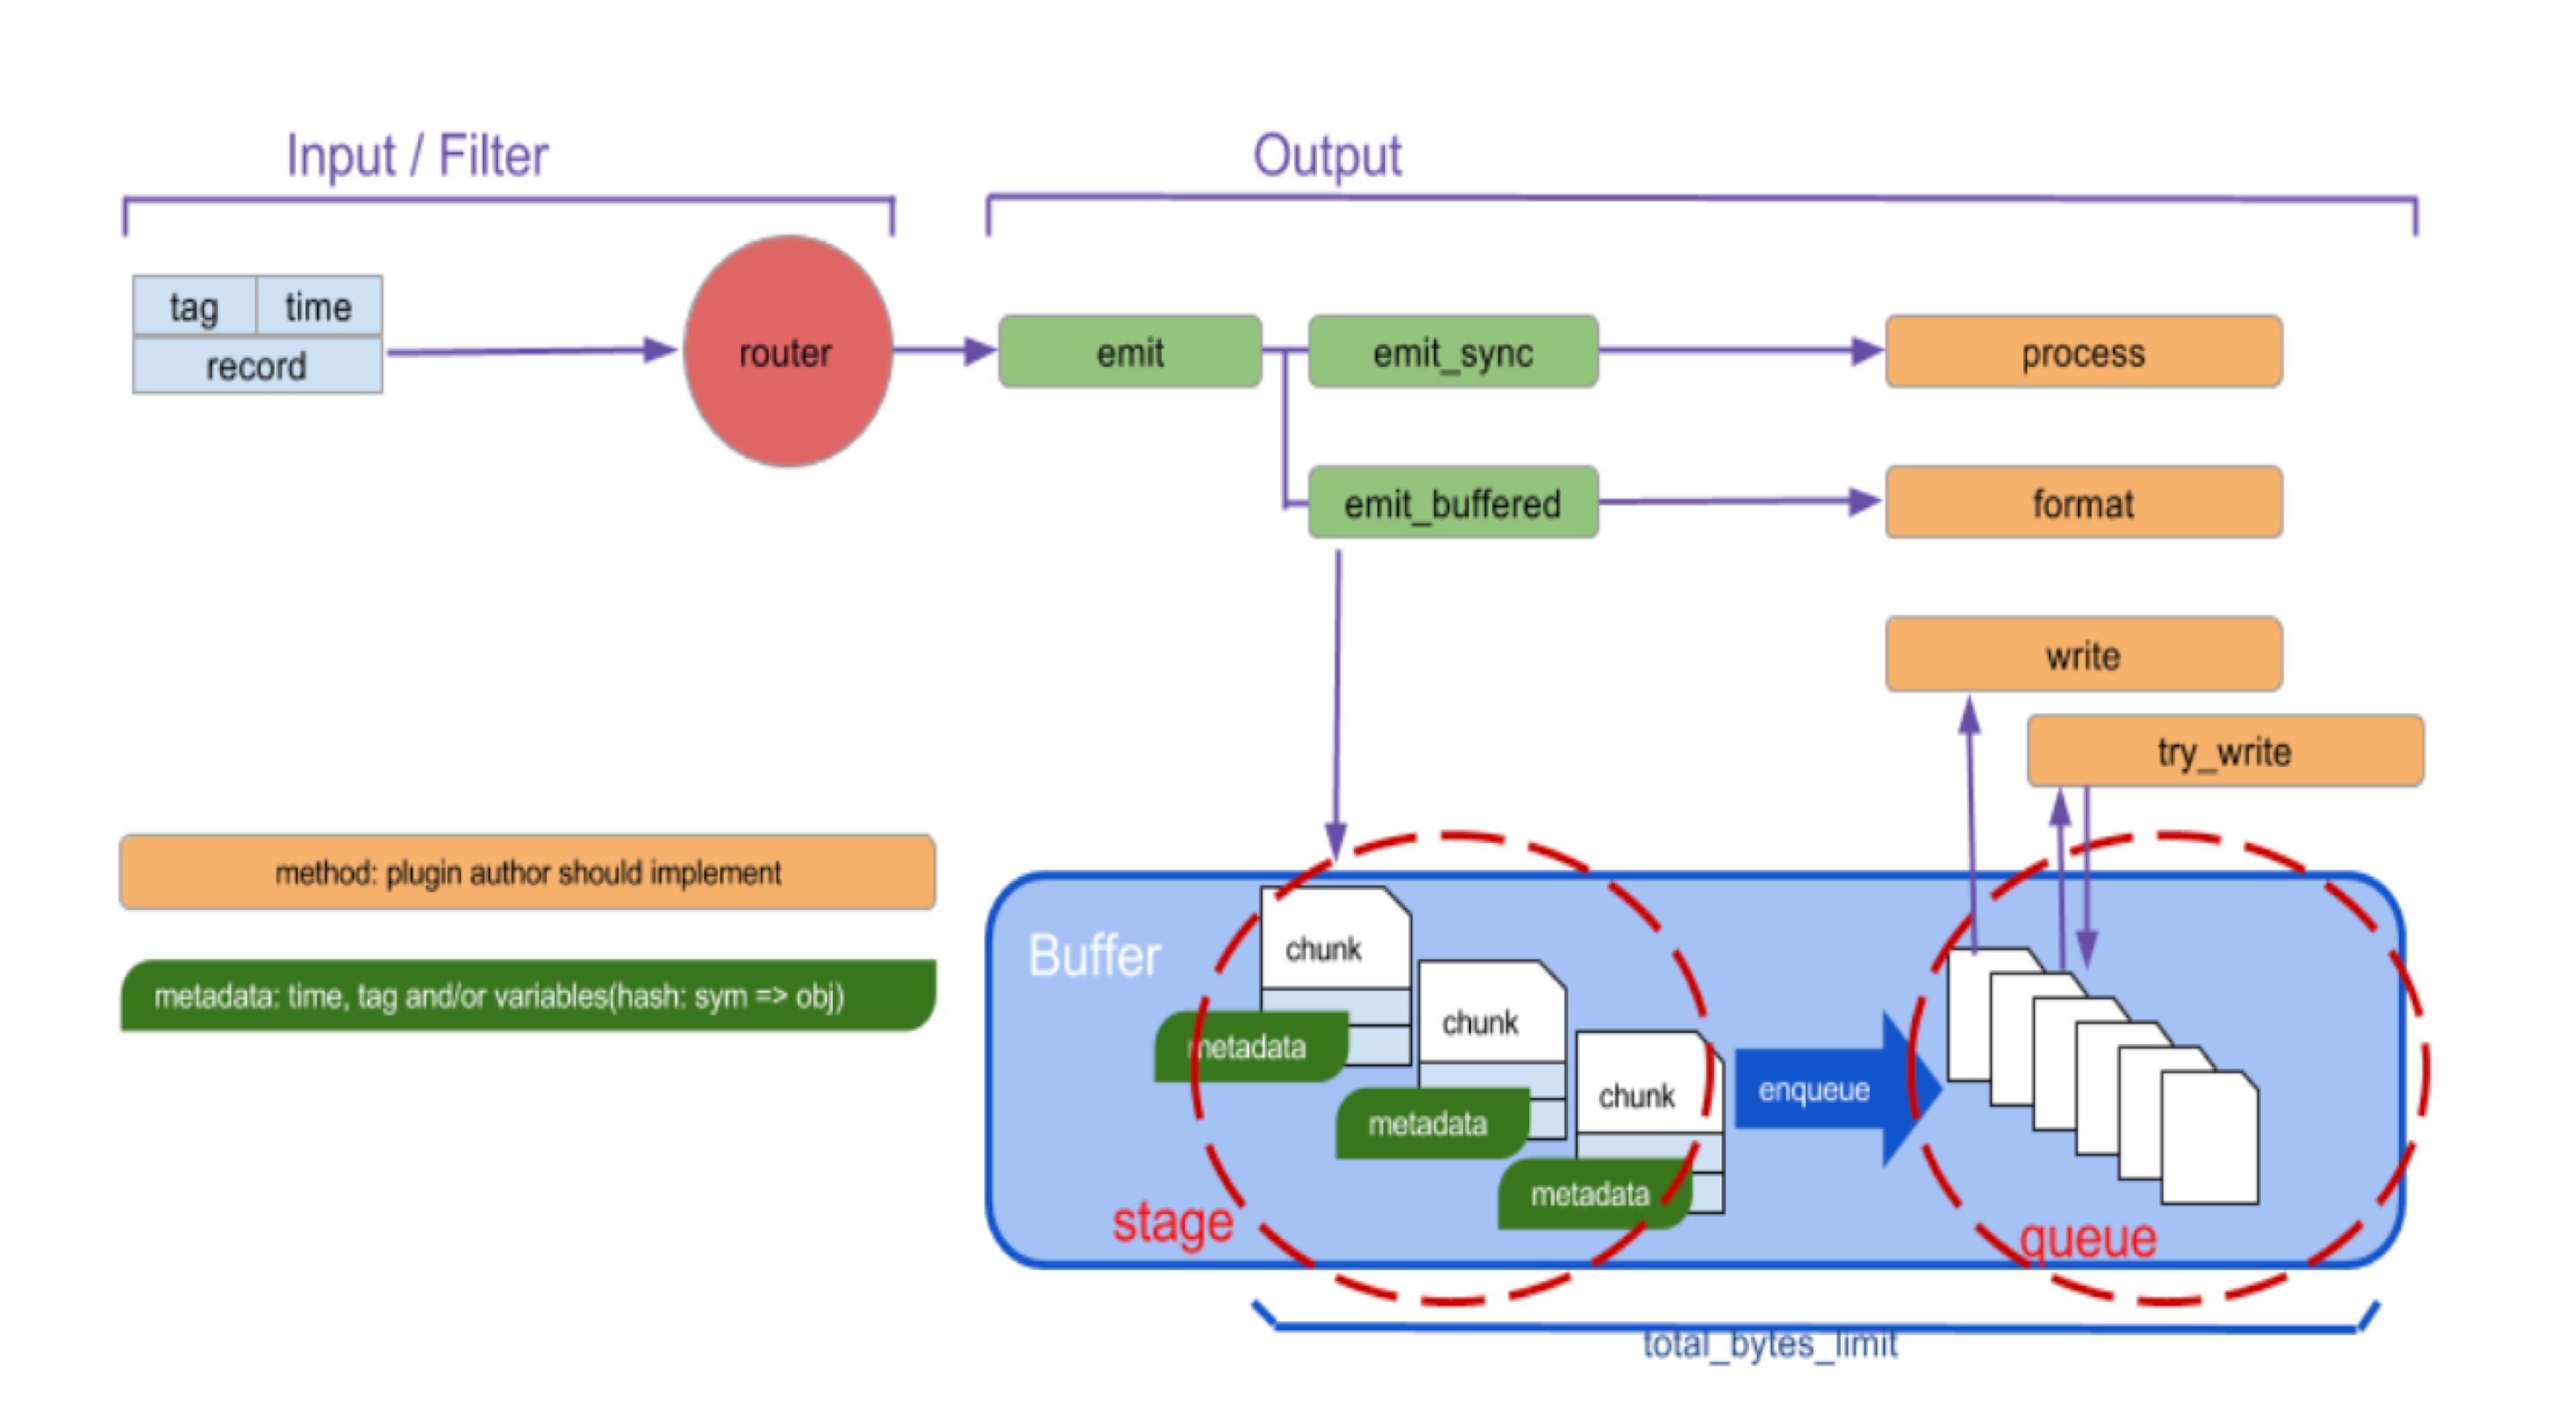 Input / Filter
Output
tag
time
record
router
emit
emit_sync
process
emit_buffered
format
write
try_write
method: plugin author should implement
metadata: time, tag and/or variables(hash: sym => obj)
Buffer
chunk
metadata
chunk
metadata
chunk
metadata
enqueue
stage
queue
total_bytes_limit